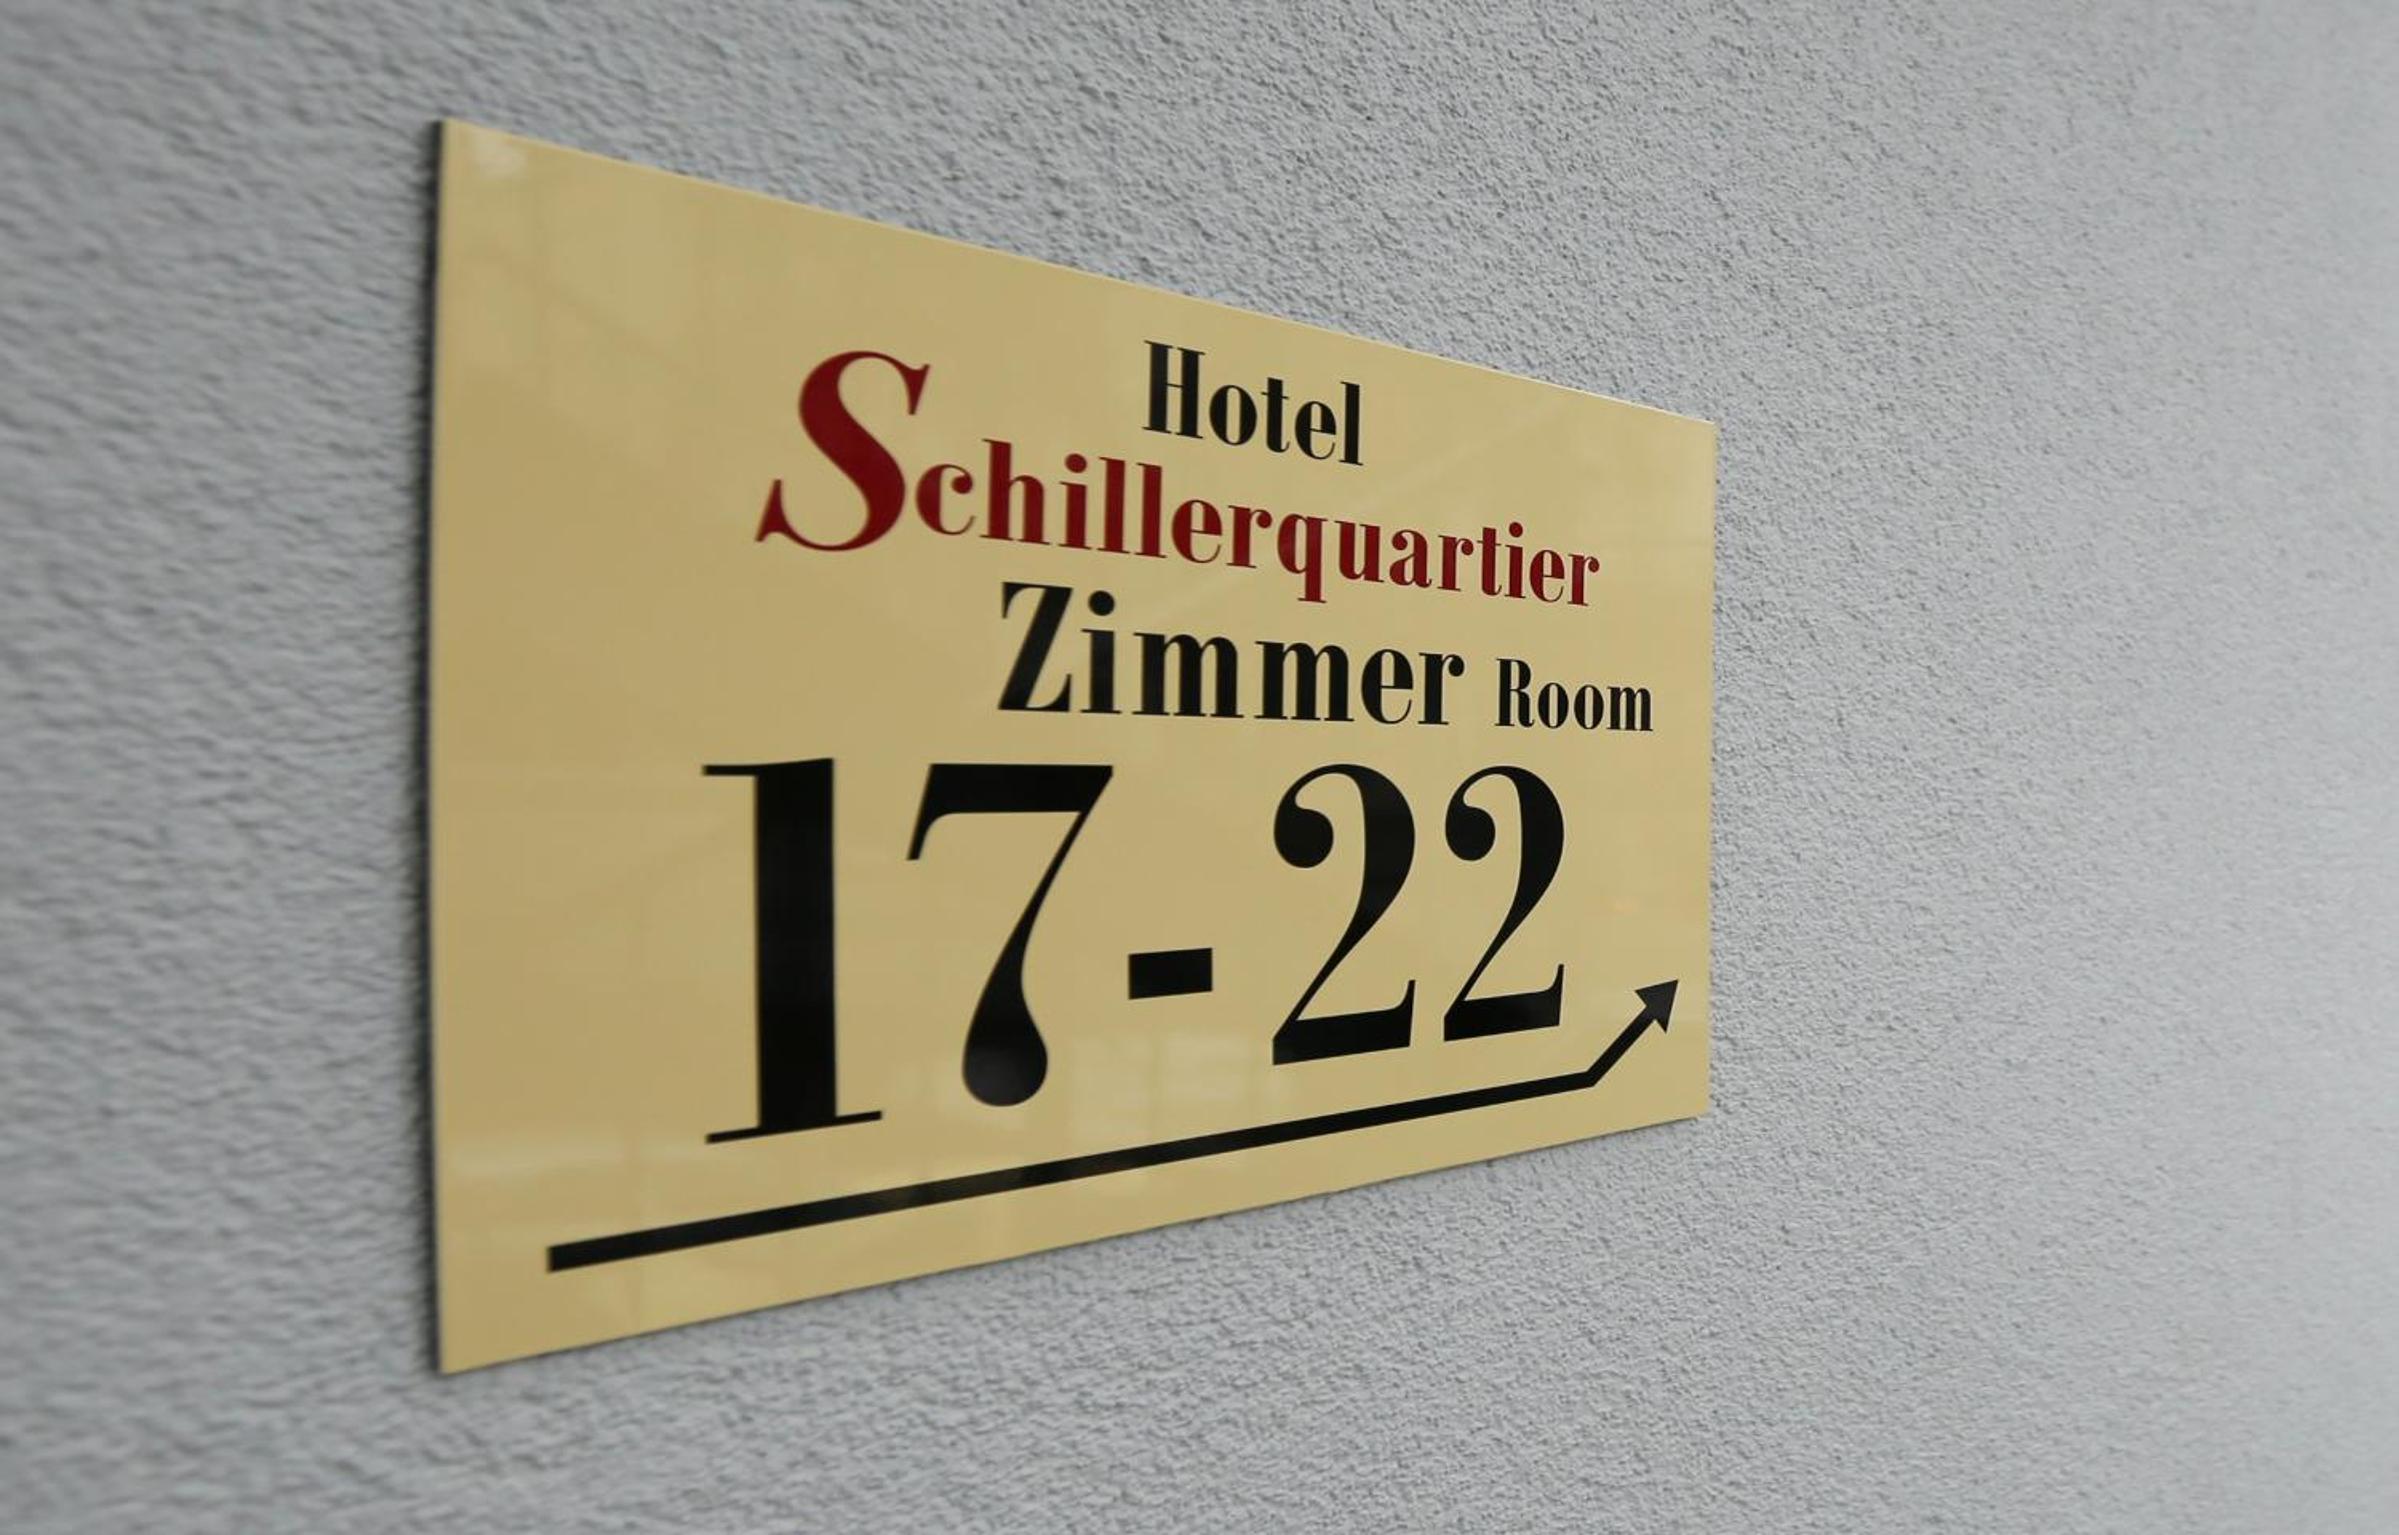 Hotel
Schillerquartier
Zimmer Room
17-22